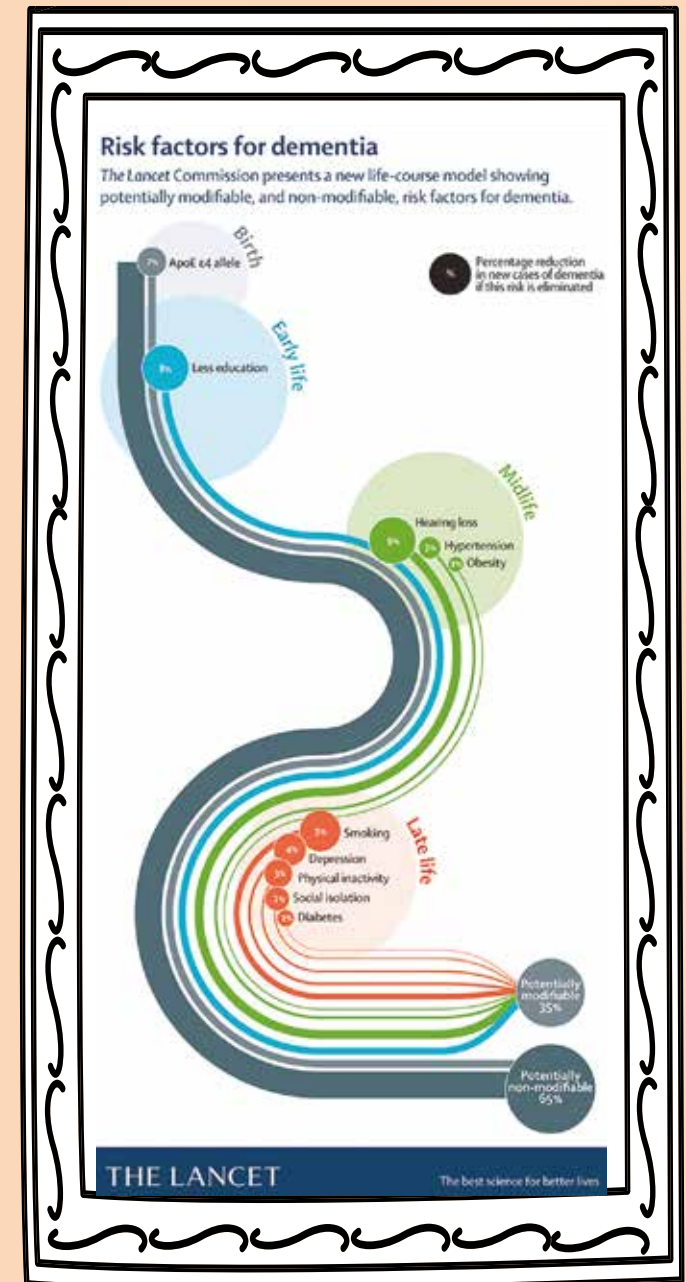 Risk factors for dementia
The Lancet Commission presents a new life-course model showing
potentially modifiable, and non-modifiable, risk factors for dementia.
Birth
7%
ApoE ε4 allele
%
Percentage reduction
in new cases of dementia
if this risk is eliminated
Early life
8%
Less education
Midlife
Hearing loss
9%
2%
Hypertension
Obesity
Late life
5%
Smoking
4%
Depression
3%
Physical inactivity
2%
Social isolation
Diabetes
Potentially
modifiable
35%
Potentially
non-modifiable
65%
THE LANCET
The best science for better lives